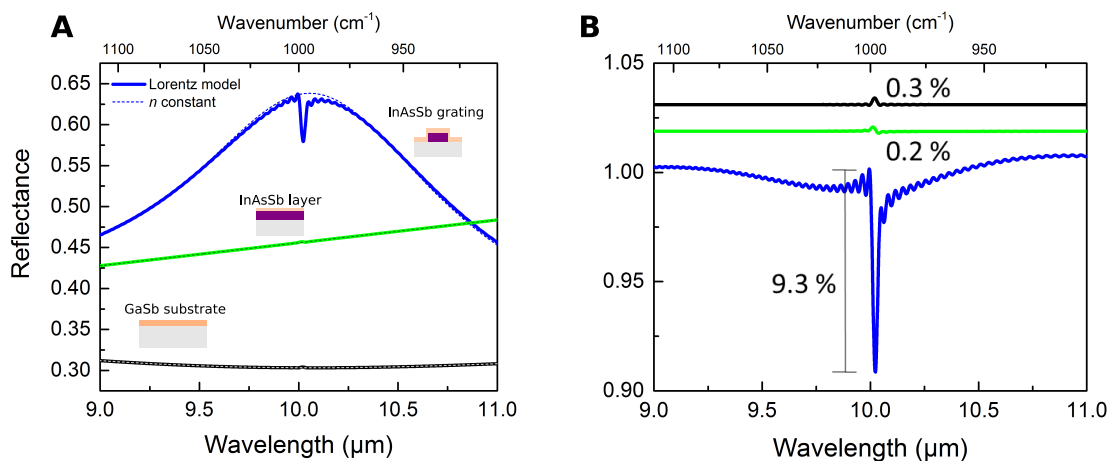 A
Wavenumber (cm⁻¹)
1100 1050 1000 950
Lorentz model
n constant
InAsSb grating
InAsSb layer
GaSb substrate
Reflectance
0.65
0.60
0.55
0.50
0.45
0.40
0.35
0.30
9.0 9.5 10.0 10.5 11.0
Wavelength (µm)
B
Wavenumber (cm⁻¹)
1100 1050 1000 950
1.05
1.00
0.95
0.90
0.3 %
0.2 %
9.3 %
9.0 9.5 10.0 10.5 11.0
Wavelength (µm)